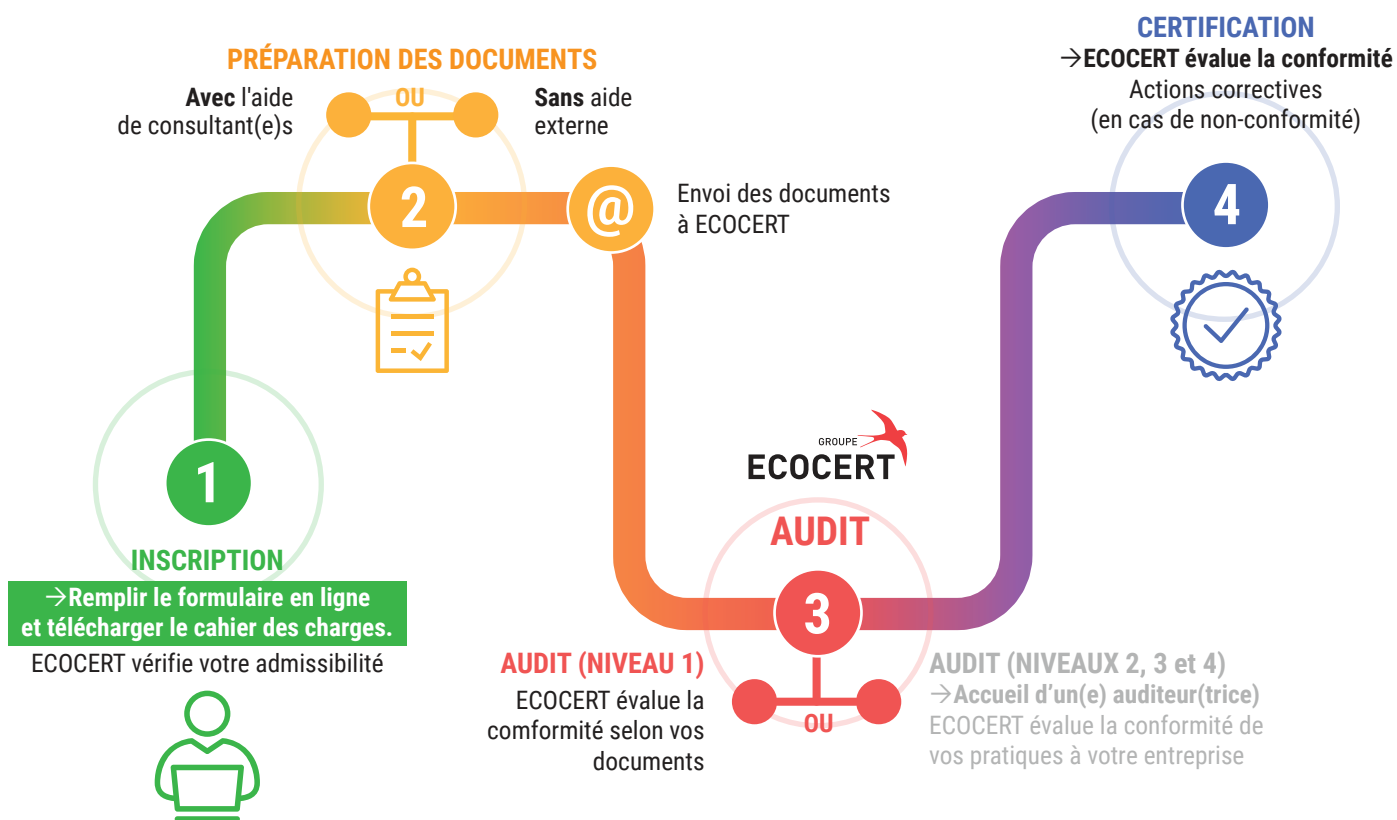 PRÉPARATION DES DOCUMENTS
Avec l'aide
de consultant(e)s
OU
Sans aide
externe
2
@
Envoi des documents
à ECOCERT
CERTIFICATION
→ECOCERT évalue la conformité
Actions correctives
(en cas de non-conformité)
4
1
INSCRIPTION
→Remplir le formulaire en ligne
et télécharger le cahier des charges.
ECOCERT vérifie votre admissibilité
GROUPE
ECOCERT
AUDIT
3
OU
AUDIT (NIVEAU 1)
ECOCERT évalue la
comformité selon vos
documents
AUDIT (NIVEAUX 2, 3 et 4)
→Accueil d’un(e) auditeur(trice)
ECOCERT évalue la conformité de
vos pratiques à votre entreprise